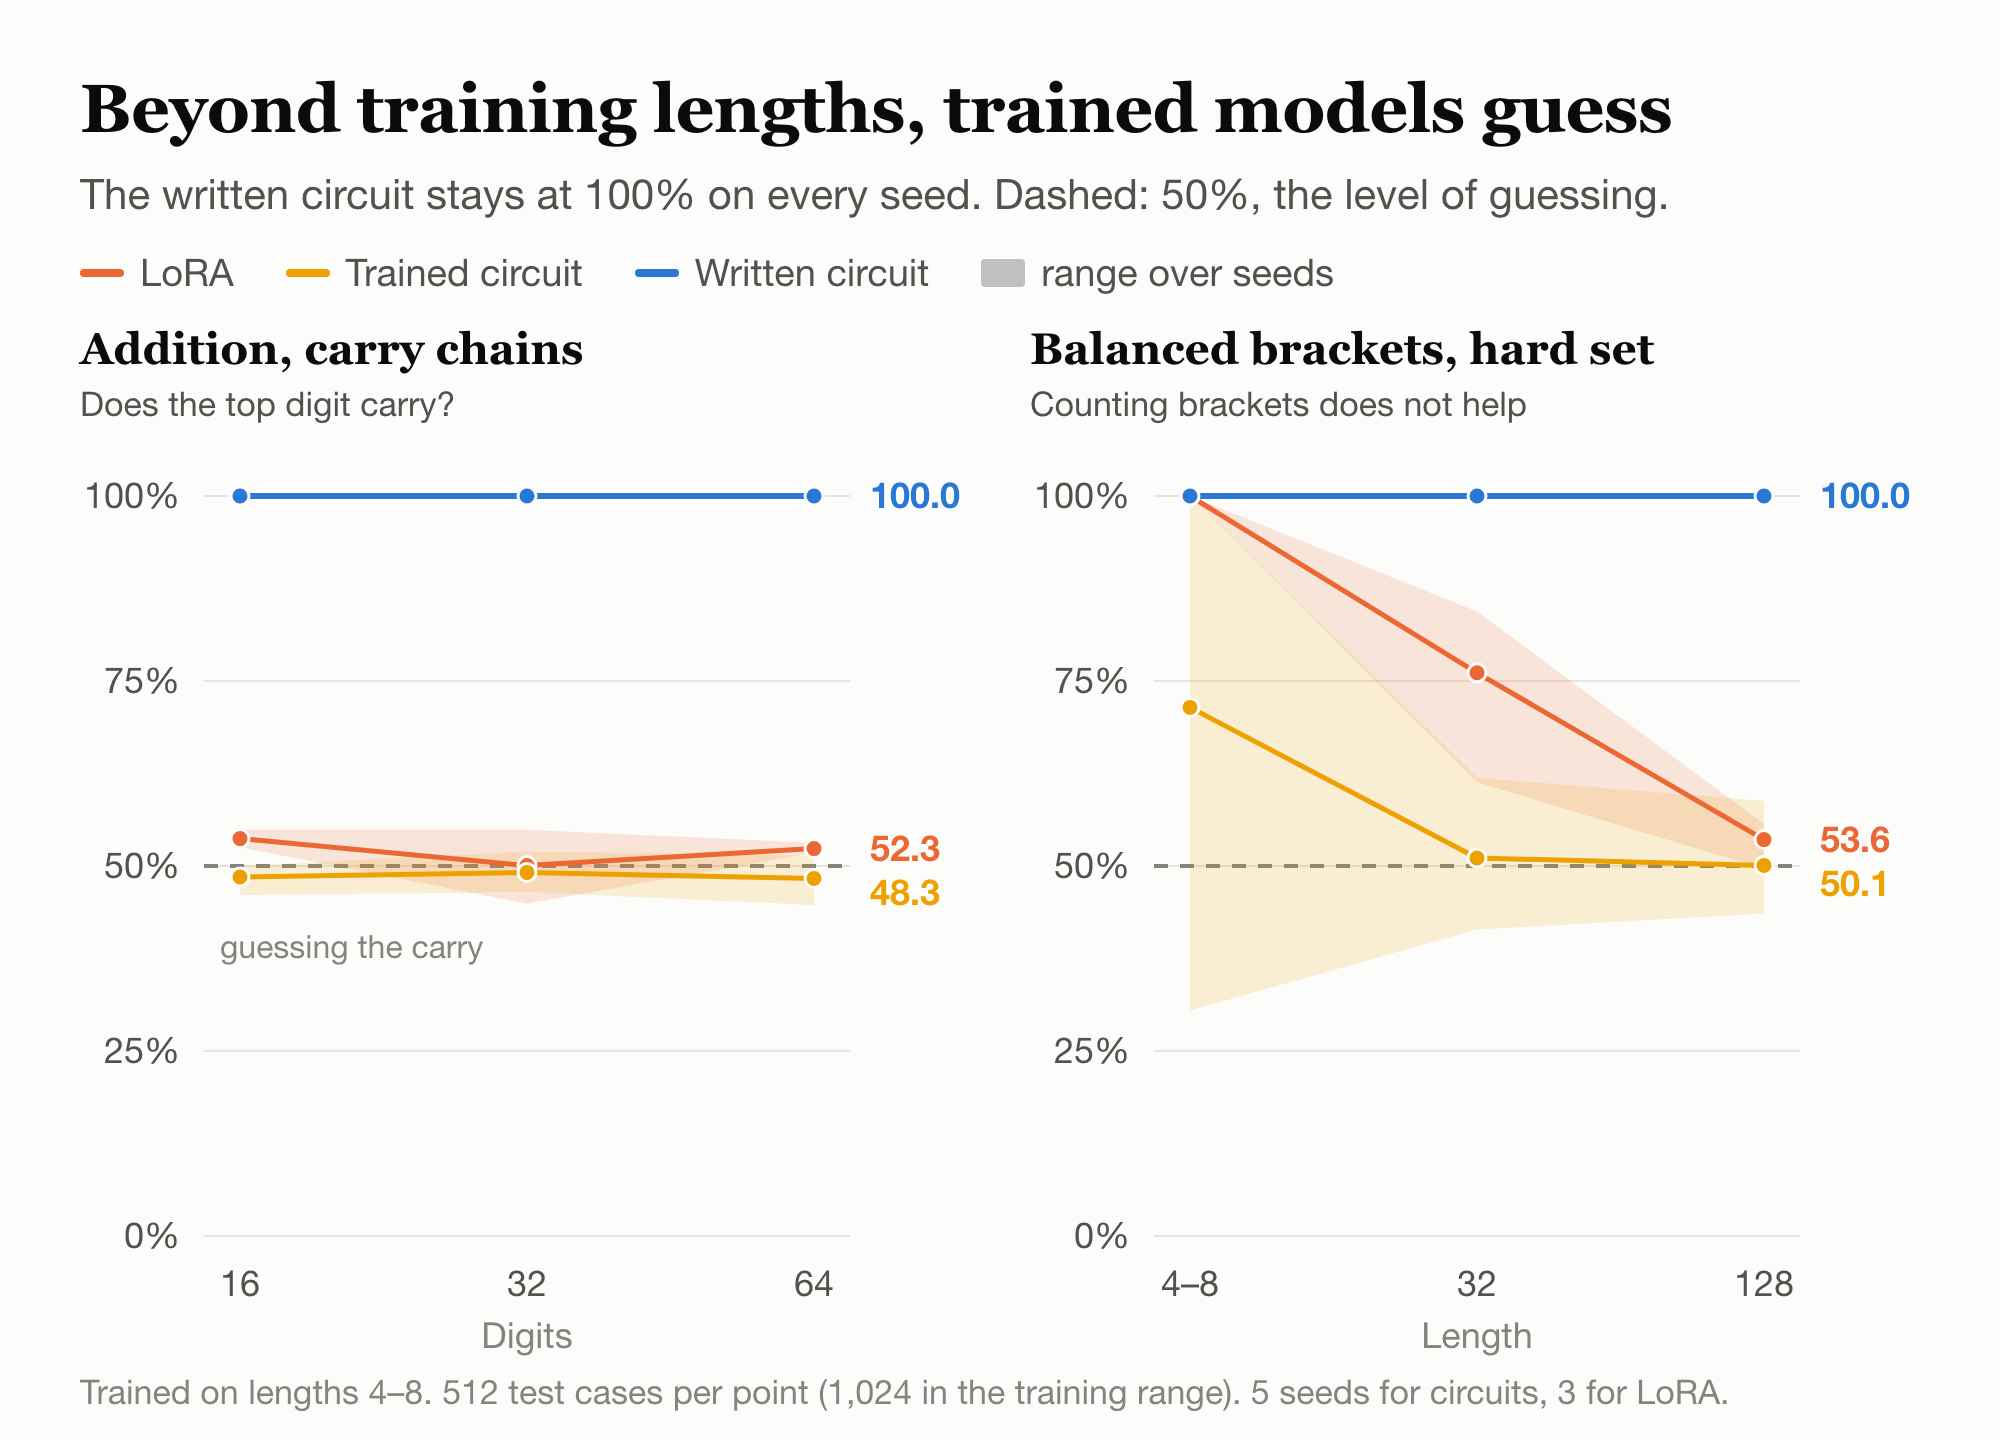 Beyond training lengths, trained models guess
The written circuit stays at 100% on every seed. Dashed: 50%, the level of guessing.
LoRA Trained circuit Written circuit range over seeds
Addition, carry chains
Does the top digit carry?
100%
75%
50%
25%
0%
100.0
52.3
48.3
guessing the carry
16 32 64
Digits
Balanced brackets, hard set
Counting brackets does not help
100%
75%
50%
25%
0%
100.0
53.6
50.1
4–8 32 128
Length
Trained on lengths 4–8. 512 test cases per point (1,024 in the training range). 5 seeds for circuits, 3 for LoRA.